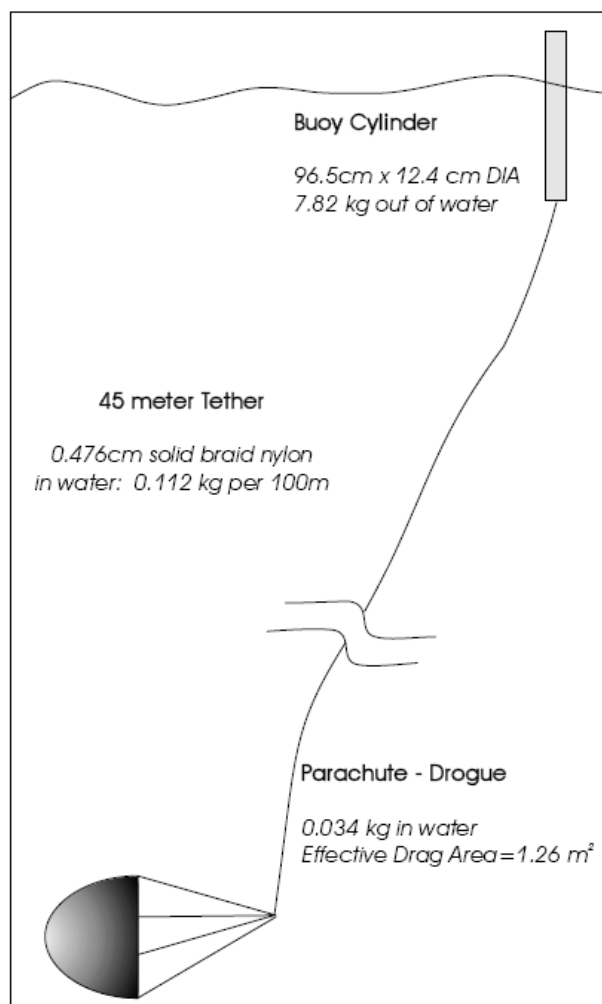 Buoy Cylinder
96.5cm x 12.4 cm DIA
7.82 kg out of water
45 meter Tether
0.476cm solid braid nylon
in water: 0.112 kg per 100m
Parachute - Drogue
0.034 kg in water
Effective Drag Area=1.26 m²